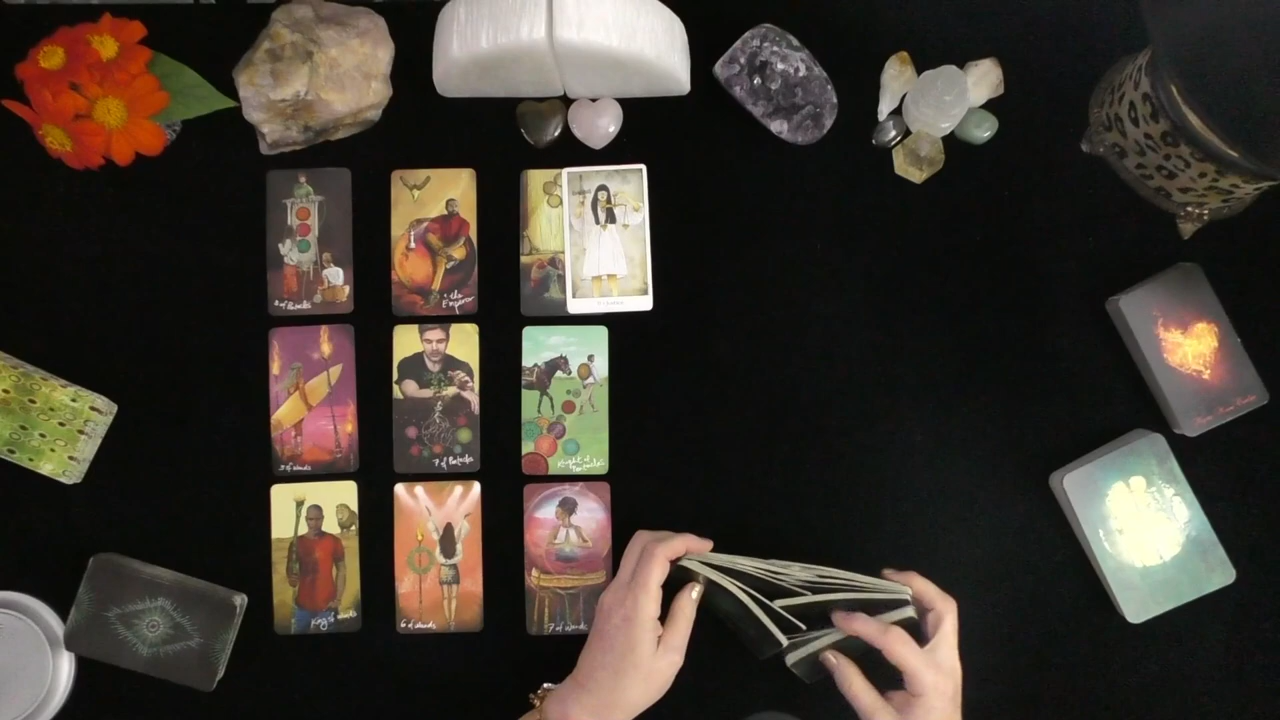 3 of Pentacles
the
Emperor
Justice
3 of wands
7 of Pentacles
Knight of
Pentacles
King of wands
6 of wands
7 of wands